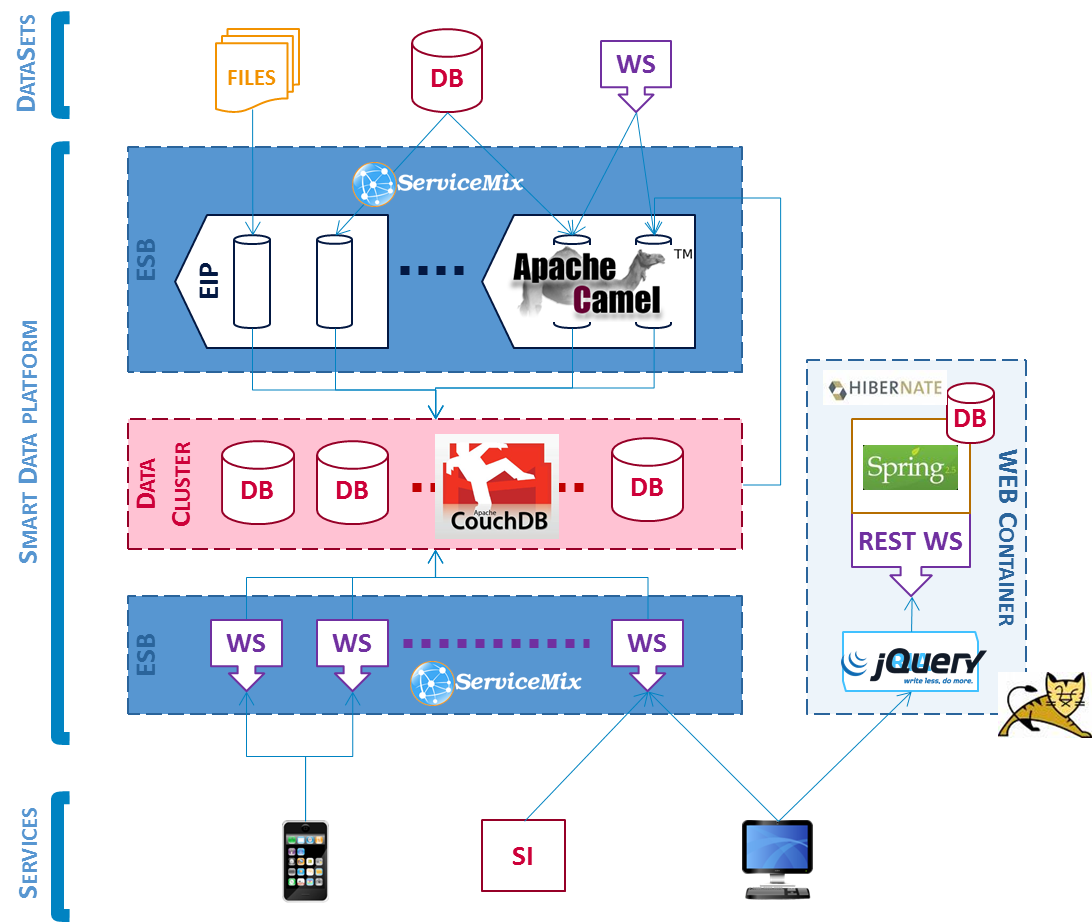 DATASETS
FILES
DB
WS
SMART DATA PLATFORM
ESB
ServiceMix
EIP
Apache
Camel
TM
DATA
CLUSTER
DB
DB
Apache
CouchDB
DB
ESB
WS
WS
WS
ServiceMix
HIBERNATE
DB
Spring
2.5
REST WS
WEB CONTAINER
jQuery
write less, do more.
SERVICES
SI